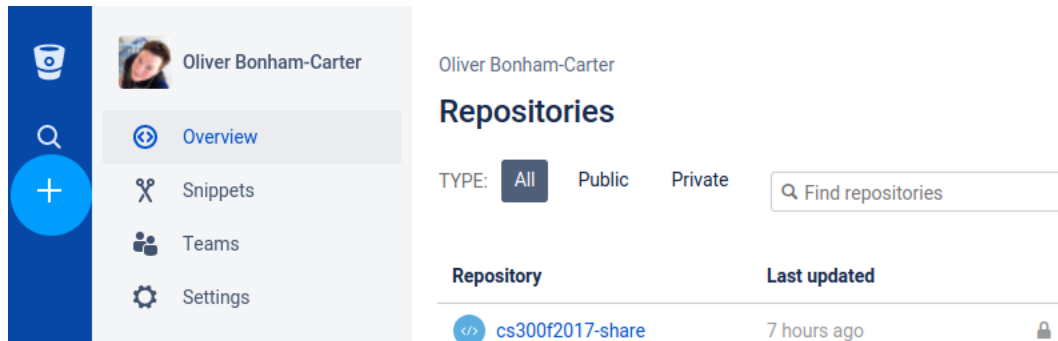 Oliver Bonham-Carter
Overview
Snippets
Teams
Settings
Oliver Bonham-Carter
Repositories
TYPE: All Public Private Find repositories
Repository Last updated
cs300f2017-share 7 hours ago